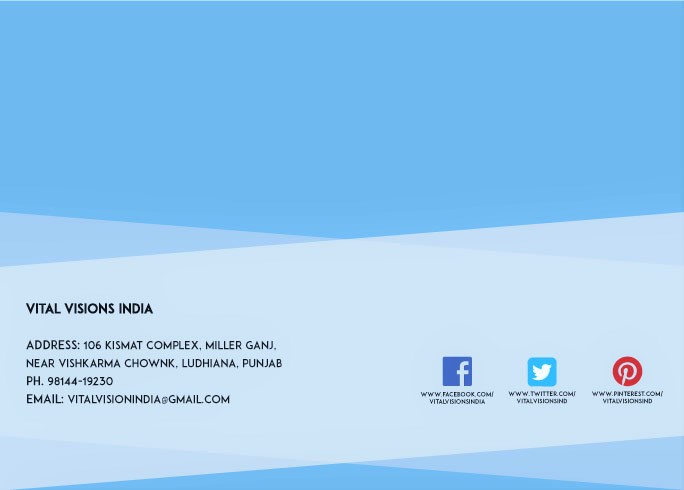 VITAL VISIONS INDIA
ADDRESS: 106 KISMAT COMPLEX, MILLER GANJ,
NEAR VISHKARMA CHOWNK, LUDHIANA, PUNJAB
PH. 98144-19230
EMAIL: VITALVISIONINDIA@GMAIL.COM
WWW.FACEBOOK.COM/
VITALVISIONSINDIA
WWW.TWITTER.COM/
VITALVISIONSIND
WWW.PINTEREST.COM/
VITALVISIONSIND